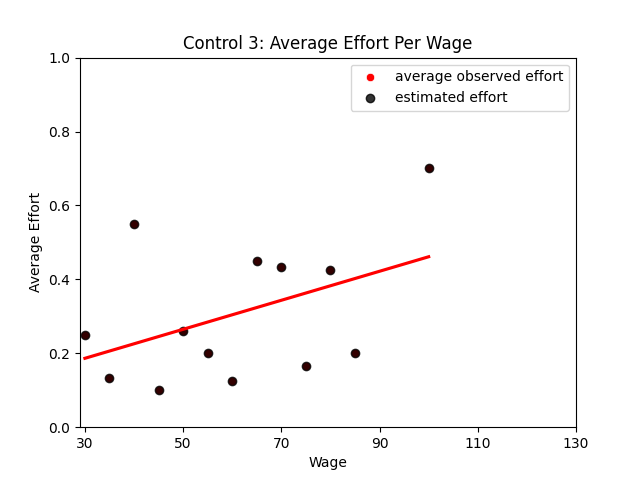 Control 3: Average Effort Per Wage
average observed effort
estimated effort
1.0
0.8
0.6
0.4
0.2
0.0
Average Effort
30 50 70 90 110 130
Wage